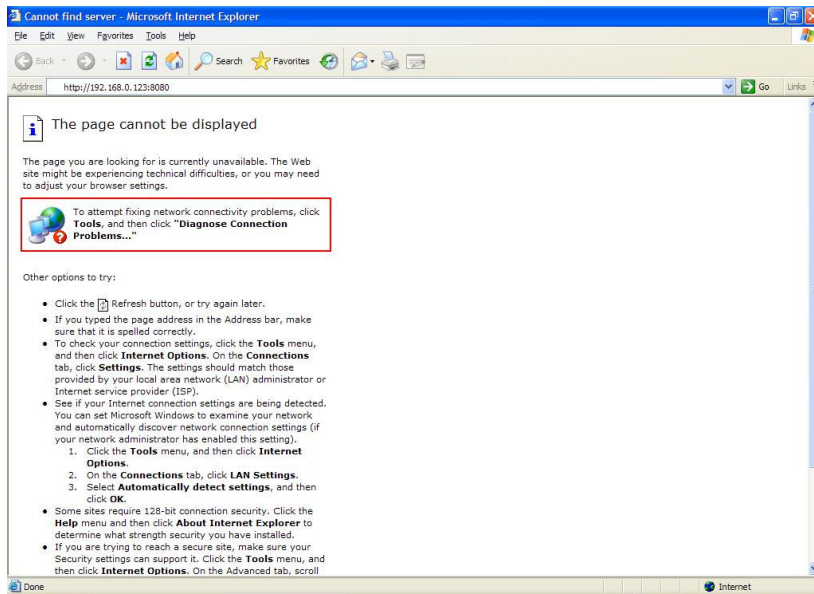 Cannot find server - Microsoft Internet Explorer
File Edit View Favorites Tools Help
Back Search Favorites
Address http://192.168.0.123:8080 Go Links
The page cannot be displayed
The page you are looking for is currently unavailable. The Web
site might be experiencing technical difficulties, or you may need
to adjust your browser settings.
To attempt fixing network connectivity problems, click
Tools, and then click "Diagnose Connection
Problems..."
Other options to try:
• Click the Refresh button, or try again later.
• If you typed the page address in the Address bar, make
sure that it is spelled correctly.
• To check your connection settings, click the Tools menu,
and then click Internet Options. On the Connections
tab, click Settings. The settings should match those
provided by your local area network (LAN) administrator or
Internet service provider (ISP).
• See if your Internet connection settings are being detected.
You can set Microsoft Windows to examine your network
and automatically discover network connection settings (if
your network administrator has enabled this setting).
1. Click the Tools menu, and then click Internet
Options.
2. On the Connections tab, click LAN Settings.
3. Select Automatically detect settings, and then
click OK.
• Some sites require 128-bit connection security. Click the
Help menu and then click About Internet Explorer to
determine what strength security you have installed.
• If you are trying to reach a secure site, make sure your
Security settings can support it. Click the Tools menu, and
then click Internet Options. On the Advanced tab, scroll
Done Internet